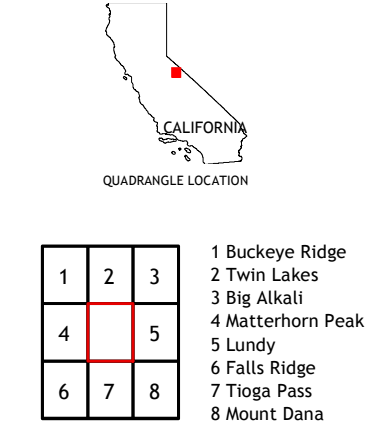 CALIFORNIA
QUADRANGLE LOCATION
1 2 3
4 5
6 7 8
1 Buckeye Ridge
2 Twin Lakes
3 Big Alkali
4 Matterhorn Peak
5 Lundy
6 Falls Ridge
7 Tioga Pass
8 Mount Dana